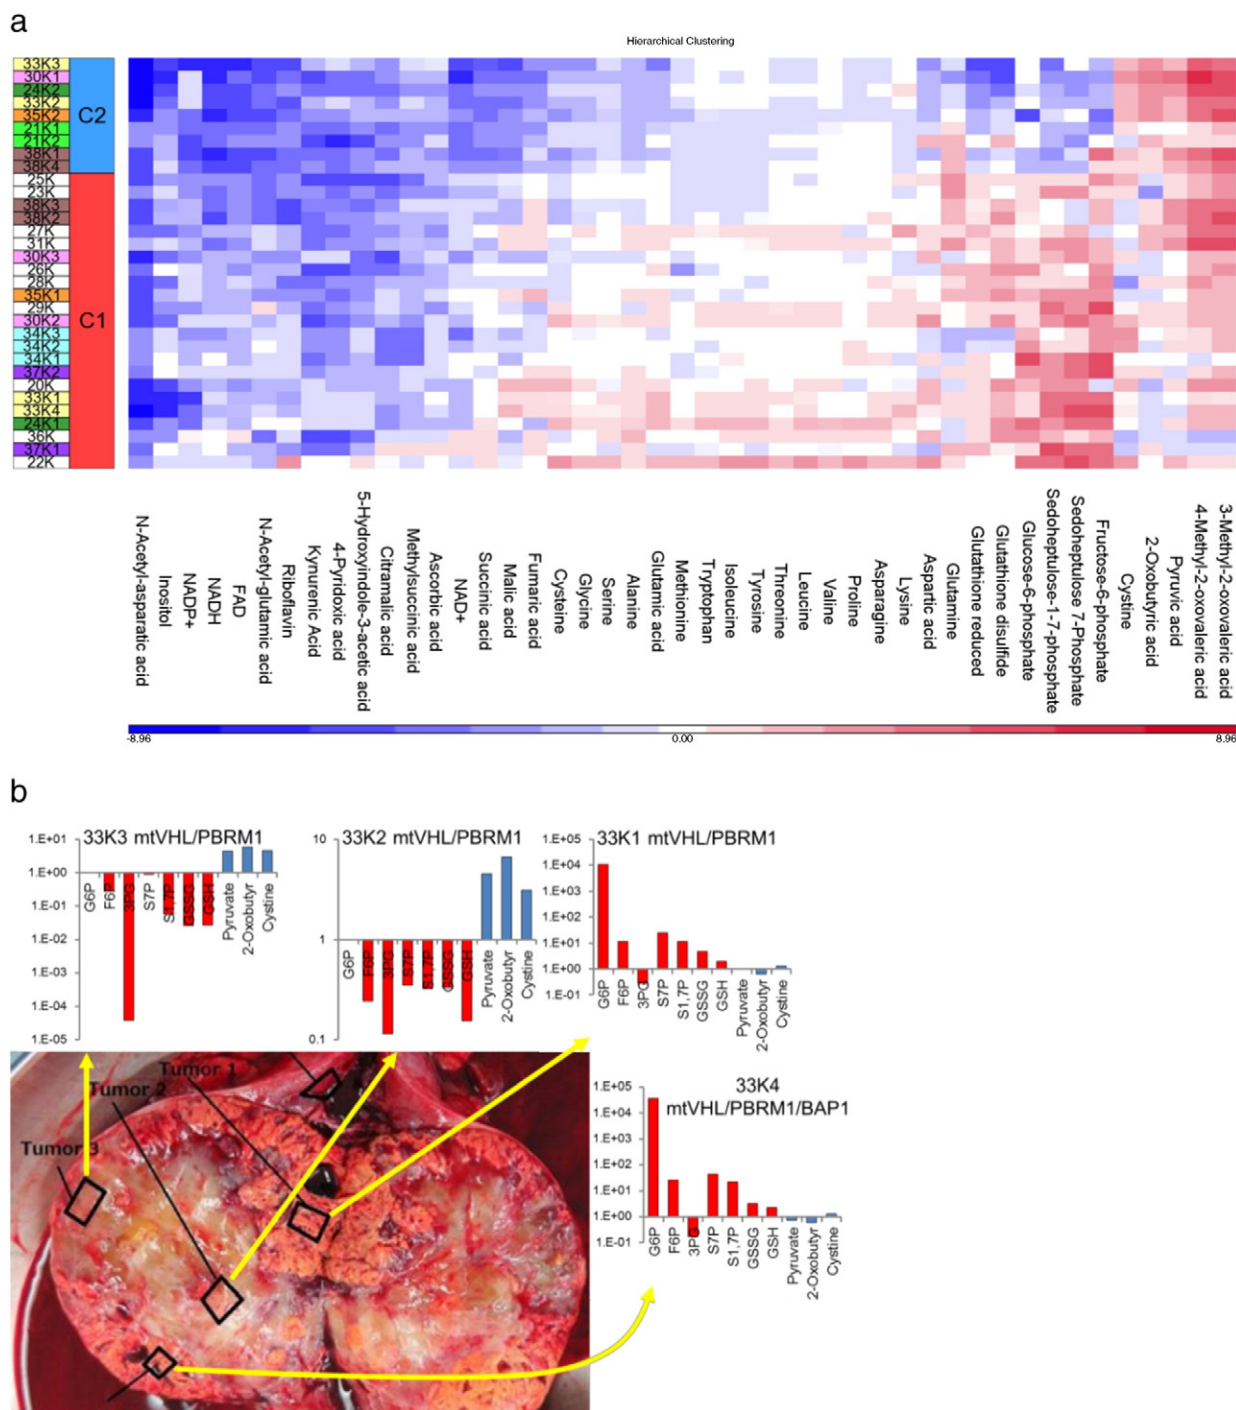 a
Hierarchical Clustering
33K3
30K1
24K2
33K2
35K2
21K1
21K2
38K1
38K4
25K
23K
38K3
38K2
27K
31K
30K3
26K
28K
35K1
29K
30K2
34K3
34K2
34K1
37K2
20K
33K1
33K4
24K1
36K
37K1
22K
C2
C1
N-Acetyl-asparatic acid
Inositol
NADP+
NADH
FAD
N-Acetyl-glutamic acid
Riboflavin
Kynurenic Acid
4-Pyridoxic acid
5-Hydroxyindole-3-acetic acid
Citramalic acid
Methylsuccinic acid
Ascorbic acid
NAD+
Succinic acid
Malic acid
Fumaric acid
Cysteine
Glycine
Serine
Alanine
Glutamic acid
Methionine
Tryptophan
Isoleucine
Tyrosine
Threonine
Leucine
Valine
Proline
Asparagine
Lysine
Aspartic acid
Glutamine
Glutathione reduced
Glutathione disulfide
Glucose-6-phosphate
Sedoheptulose-1-7-phosphate
Sedoheptulose 7-Phosphate
Fructose-6-phosphate
Cystine
2-Oxobutyric acid
Pyruvic acid
4-Methyl-2-oxovaleric acid
3-Methyl-2-oxovaleric acid
-8.96 0.00 8.96
b
33K3 mtVHL/PBRM1
1.E+01
1.E+00
1.E-01
1.E-02
1.E-03
1.E-04
1.E-05
G6P
F6P
3PG
S7P
S1,7P
GSSG
GSH
Pyruvate
2-Oxobutyr
Cystine
33K2 mtVHL/PBRM1
10
1
0.1
G6P
F6P
3PG
S7P
S1,7P
GSSG
GSH
Pyruvate
2-Oxobutyr
Cystine
33K1 mtVHL/PBRM1
1.E+05
1.E+04
1.E+03
1.E+02
1.E+01
1.E+00
1.E-01
G6P
F6P
3PG
S7P
S1,7P
GSSG
GSH
Pyruvate
2-Oxobutyr
Cystine
33K4
mtVHL/PBRM1/BAP1
1.E+05
1.E+04
1.E+03
1.E+02
1.E+01
1.E+00
1.E-01
G6P
F6P
3PG
S7P
S1,7P
GSSG
GSH
Pyruvate
2-Oxobutyr
Cystine
Tumor 1
Tumor 2
Tumor 3